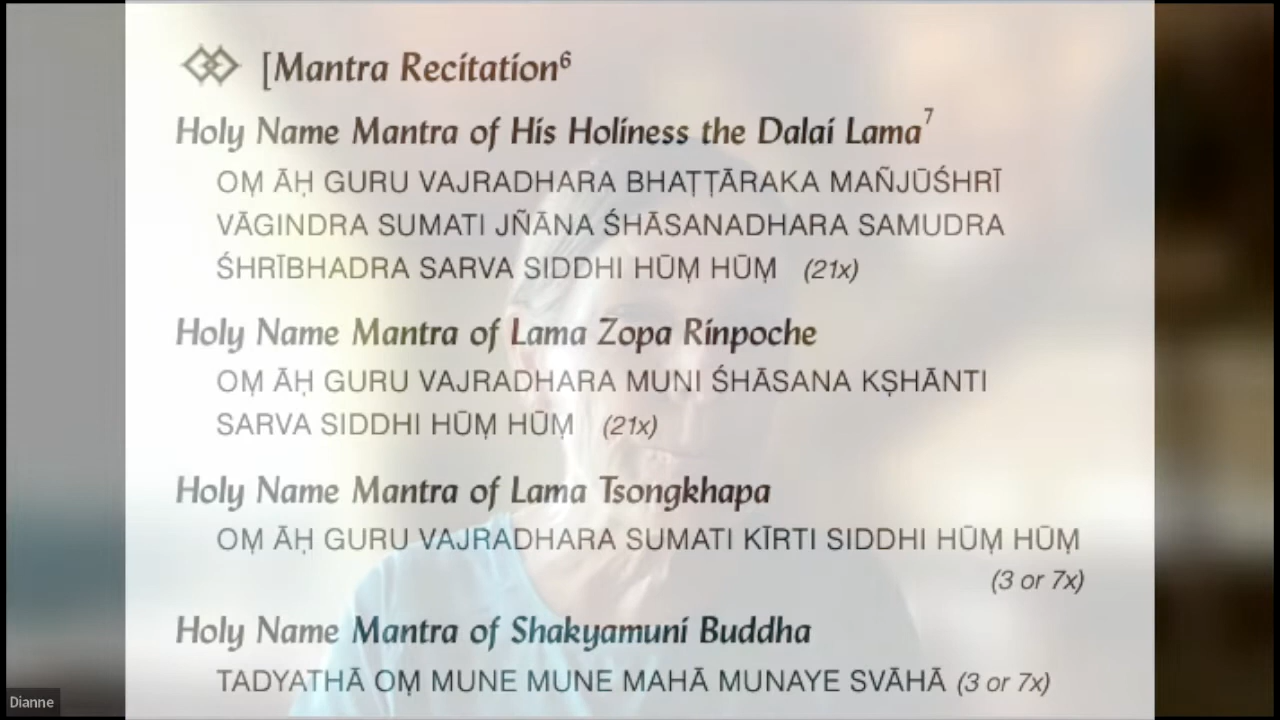 [Mantra Recitation⁶
Holy Name Mantra of His Holiness the Dalai Lama⁷
OṂ ĀḤ GURU VAJRADHARA BHAṬṬĀRAKA MAÑJŪŚHRĪ
VĀGINDRA SUMATI JÑĀNA ŚHĀSANADHARA SAMUDRA
ŚHRĪBHADRA SARVA SIDDHI HŪṂ HŪṂ (21x)
Holy Name Mantra of Lama Zopa Rinpoche
OṂ ĀḤ GURU VAJRADHARA MUNI ŚHĀSANA KṢHĀNTI
SARVA SIDDHI HŪṂ HŪṂ (21x)
Holy Name Mantra of Lama Tsongkhapa
OṂ ĀḤ GURU VAJRADHARA SUMATI KĪRTI SIDDHI HŪṂ HŪṂ
(3 or 7x)
Holy Name Mantra of Shakyamuni Buddha
TADYATHĀ OṂ MUNE MUNE MAHĀ MUNAYE SVĀHĀ (3 or 7x)
Dianne